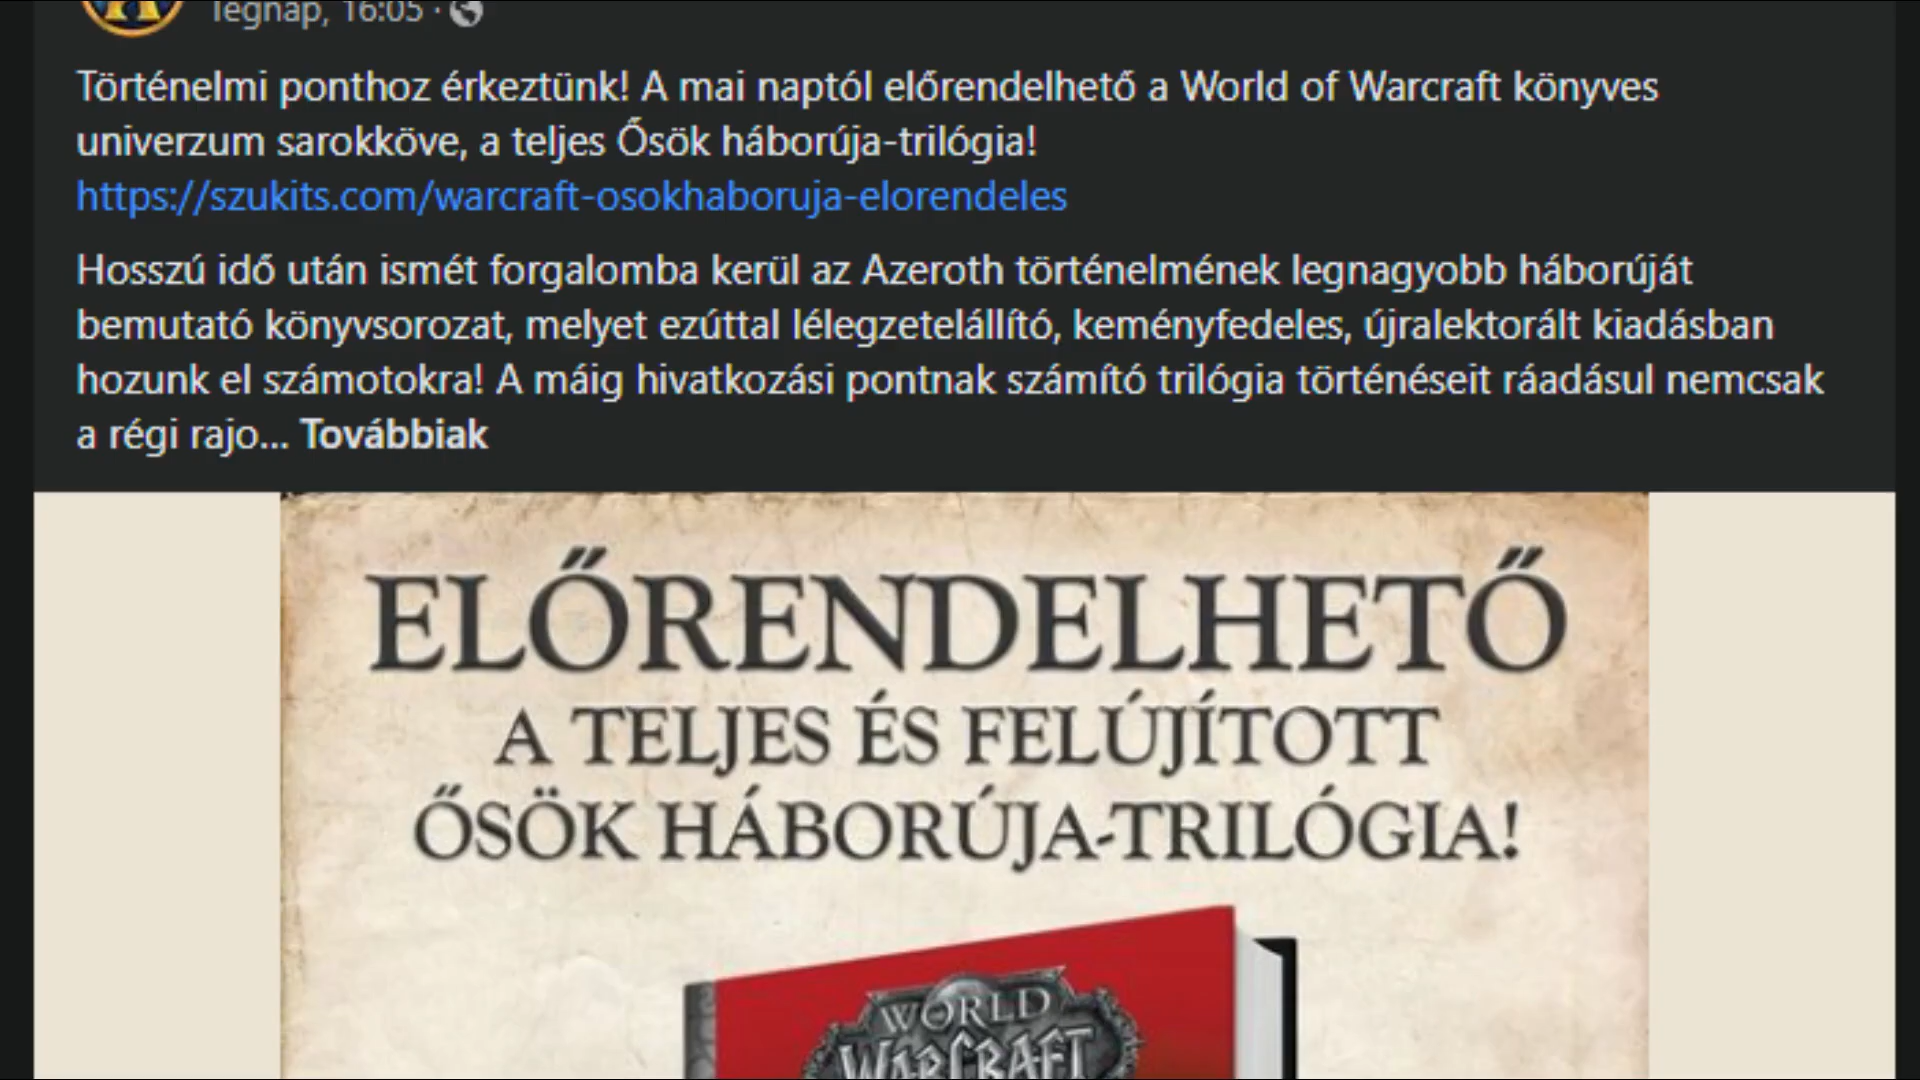 legnap, 16:05 ·
Történelmi ponthoz érkeztünk! A mai naptól előrendelhető a World of Warcraft könyves
univerzum sarokköve, a teljes Ősök háborúja-trilógia!
https://szukits.com/warcraft-osokhaboruja-elorendeles
Hosszú idő után ismét forgalomba kerül az Azeroth történelmének legnagyobb háborúját
bemutató könyvsorozat, melyet ezúttal lélegzetelállító, keményfedeles, újralektorált kiadásban
hozunk el számotokra! A máig hivatkozási pontnak számító trilógia történéseit ráadásul nemcsak
a régi rajo... Továbbiak
ELŐRENDELHETŐ
A TELJES ÉS FELÚJÍTOTT
ŐSÖK HÁBORÚJA-TRILÓGIA!
WORLD
WARCRAFT